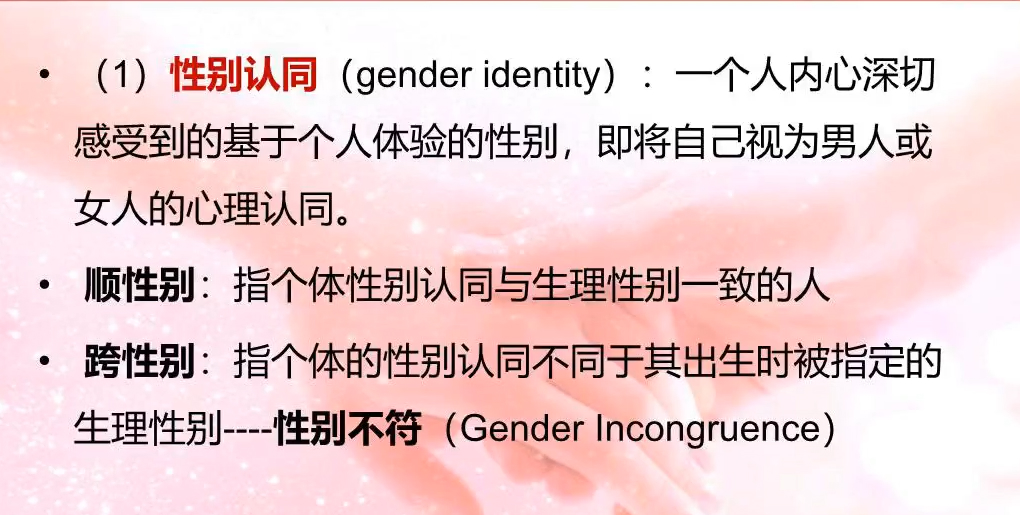 • （1）性别认同（gender identity）：一个人内心深切
感受到的基于个人体验的性别，即将自己视为男人或
女人的心理认同。
• 顺性别：指个体性别认同与生理性别一致的人
• 跨性别：指个体的性别认同不同于其出生时被指定的
生理性别----性别不符（Gender Incongruence）